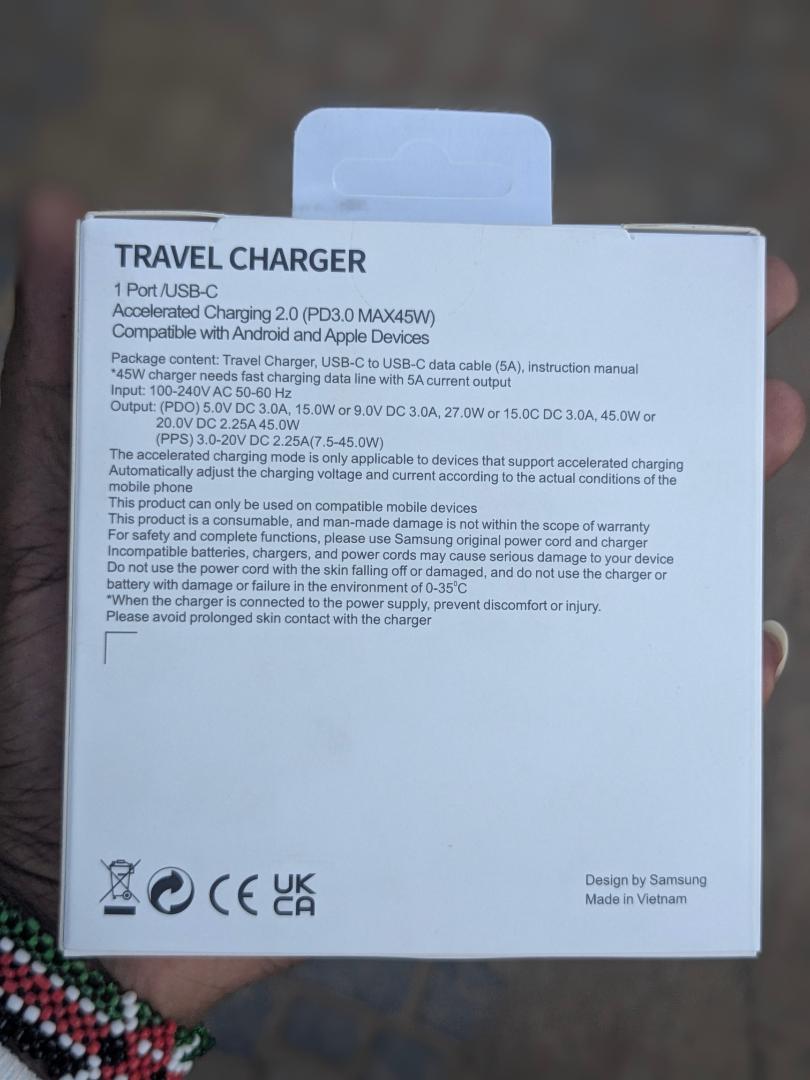 TRAVEL CHARGER
1 Port /USB-C
Accelerated Charging 2.0 (PD3.0 MAX45W)
Compatible with Android and Apple Devices
Package content: Travel Charger, USB-C to USB-C data cable (5A), instruction manual
*45W charger needs fast charging data line with 5A current output
Input: 100-240V AC 50-60 Hz
Output: (PDO) 5.0V DC 3.0A, 15.0W or 9.0V DC 3.0A, 27.0W or 15.0C DC 3.0A, 45.0W or
20.0V DC 2.25A 45.0W
(PPS) 3.0-20V DC 2.25A(7.5-45.0W)
The accelerated charging mode is only applicable to devices that support accelerated charging
Automatically adjust the charging voltage and current according to the actual conditions of the
mobile phone
This product can only be used on compatible mobile devices
This product is a consumable, and man-made damage is not within the scope of warranty
For safety and complete functions, please use Samsung original power cord and charger
Incompatible batteries, chargers, and power cords may cause serious damage to your device
Do not use the power cord with the skin falling off or damaged, and do not use the charger or
battery with damage or failure in the environment of 0-35°C
*When the charger is connected to the power supply, prevent discomfort or injury.
Please avoid prolonged skin contact with the charger
CE
UK
CA
Design by Samsung
Made in Vietnam